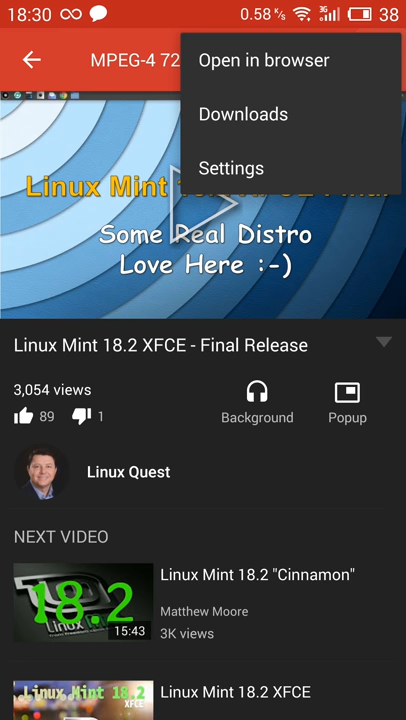 18:30
0.58 K/s
3G
38
MPEG-4 72
Open in browser
Downloads
Settings
Linux Mint
Some Real Distro
Love Here :-)
Linux Mint 18.2 XFCE - Final Release
3,054 views
89
1
Background
Popup
Linux Quest
NEXT VIDEO
18.2
Linux
15:43
Linux Mint 18.2 "Cinnamon"
Matthew Moore
3K views
Linux Mint 18.2
XFCE
Linux Mint 18.2 XFCE